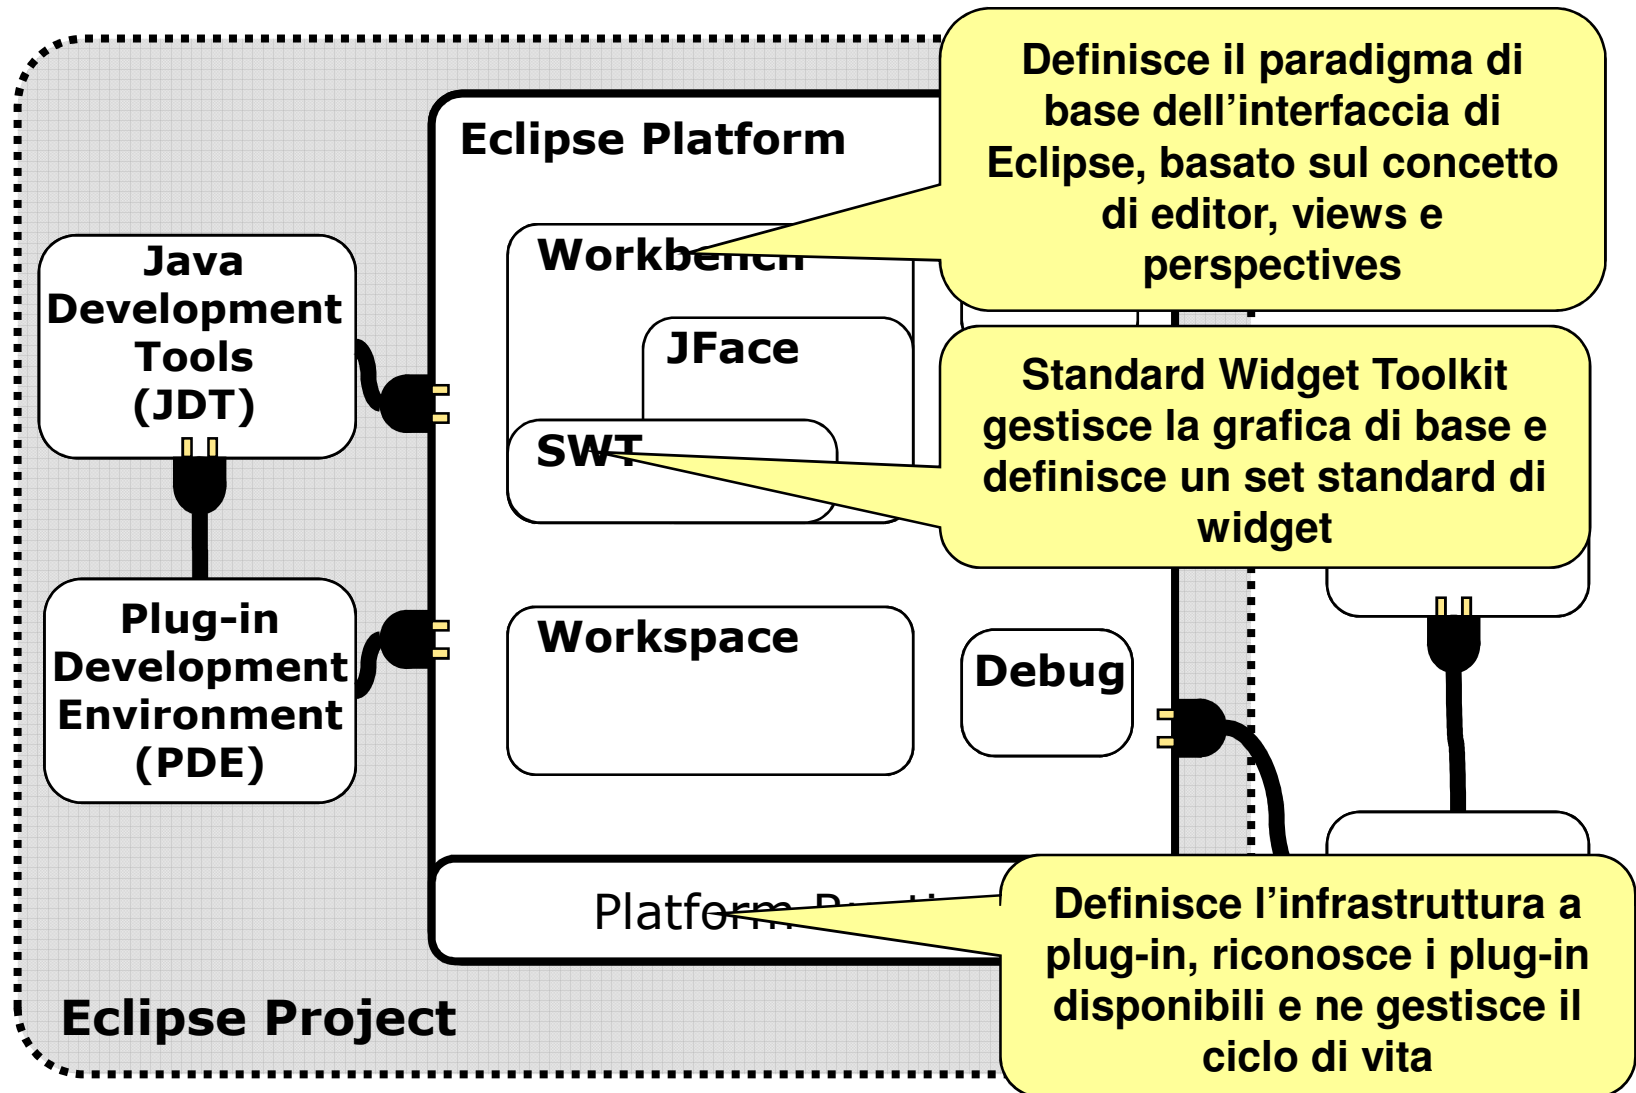 Definisce il paradigma di
base dell'interfaccia di
Eclipse, basato sul concetto
di editor, views e
perspectives
Eclipse Platform
Workbench
Java
Development
Tools
(JDT)
JFace
SWT
Standard Widget Toolkit
gestisce la grafica di base e
definisce un set standard di
widget
Plug-in
Development
Environment
(PDE)
Workspace
Debug
Platform
Definisce l'infrastruttura a
plug-in, riconosce i plug-in
disponibili e ne gestisce il
ciclo di vita
Eclipse Project